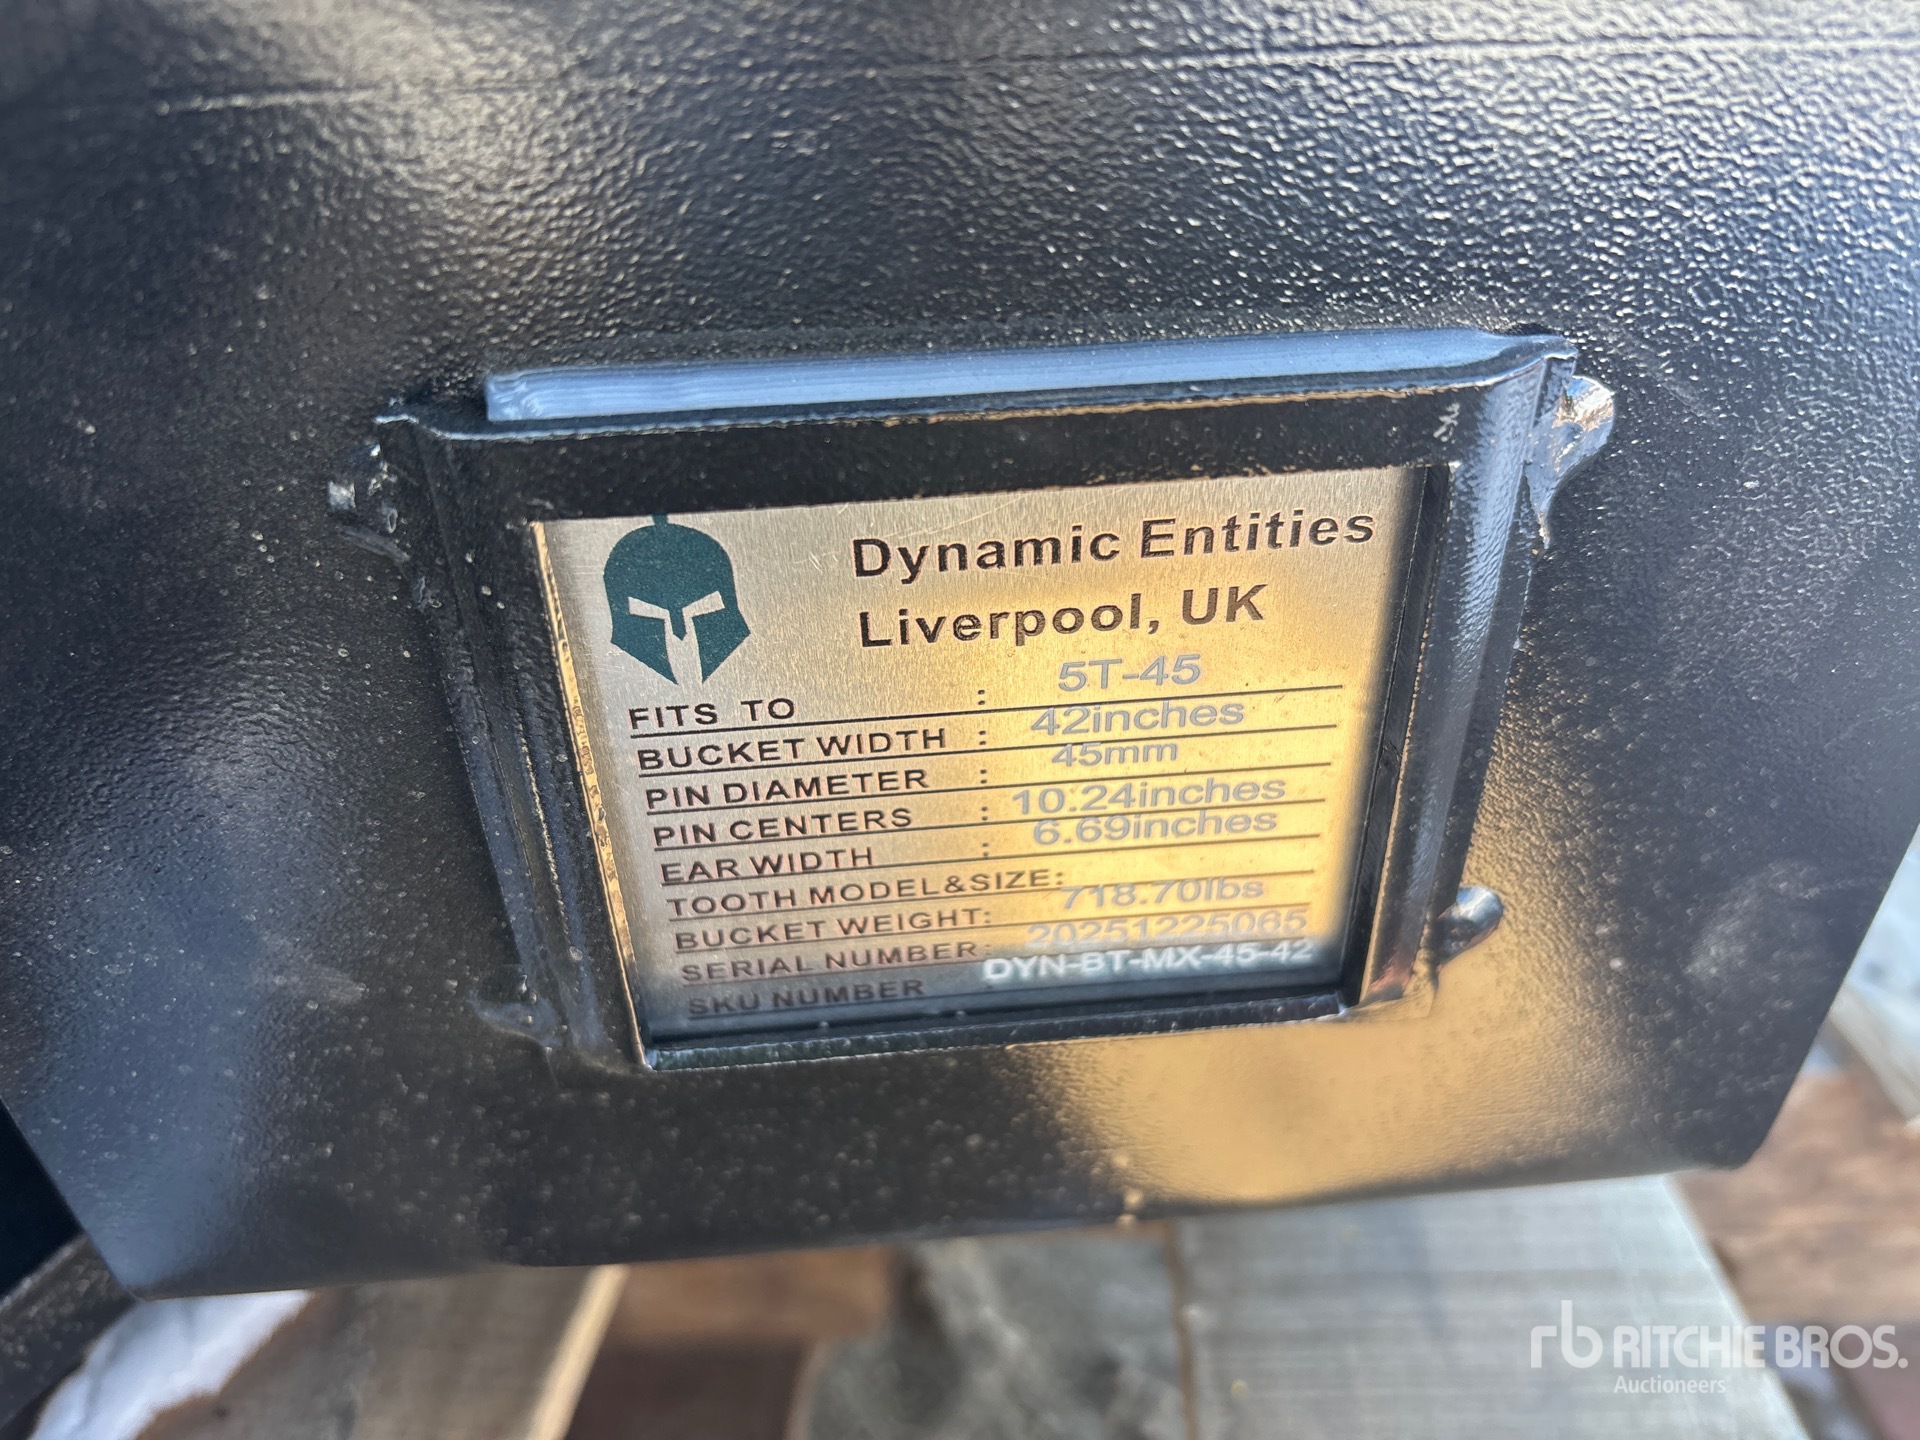 Dynamic Entities
Liverpool, UK
FITS TO : 5T-45
BUCKET WIDTH : 42inches
PIN DIAMETER : 45mm
PIN CENTERS : 10.24inches
EAR WIDTH : 6.69inches
TOOTH MODEL&SIZE:
BUCKET WEIGHT: 718.70lbs
SERIAL NUMBER: 20251225065
SKU NUMBER DYN-BT-MX-45-42
rb RITCHIE BROS.
Auctioneers